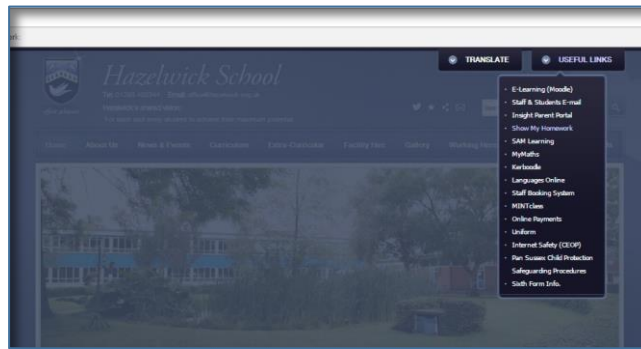 TRANSLATE
USEFUL LINKS
Hazelwick School
E-Learning (Moodle)
Staff & Students E-mail
Insight Parent Portal
Show My Homework
SAM Learning
MyMaths
Kerboodle
Languages Online
Staff Booking System
MINTclass
Online Payments
Uniform
Internet Safety (CEOP)
Pan Sussex Child Protection
Safeguarding Procedures
Sixth Form Info.
Home About Us News & Events Curriculum Extra-Curricular Facility Hire Gallery